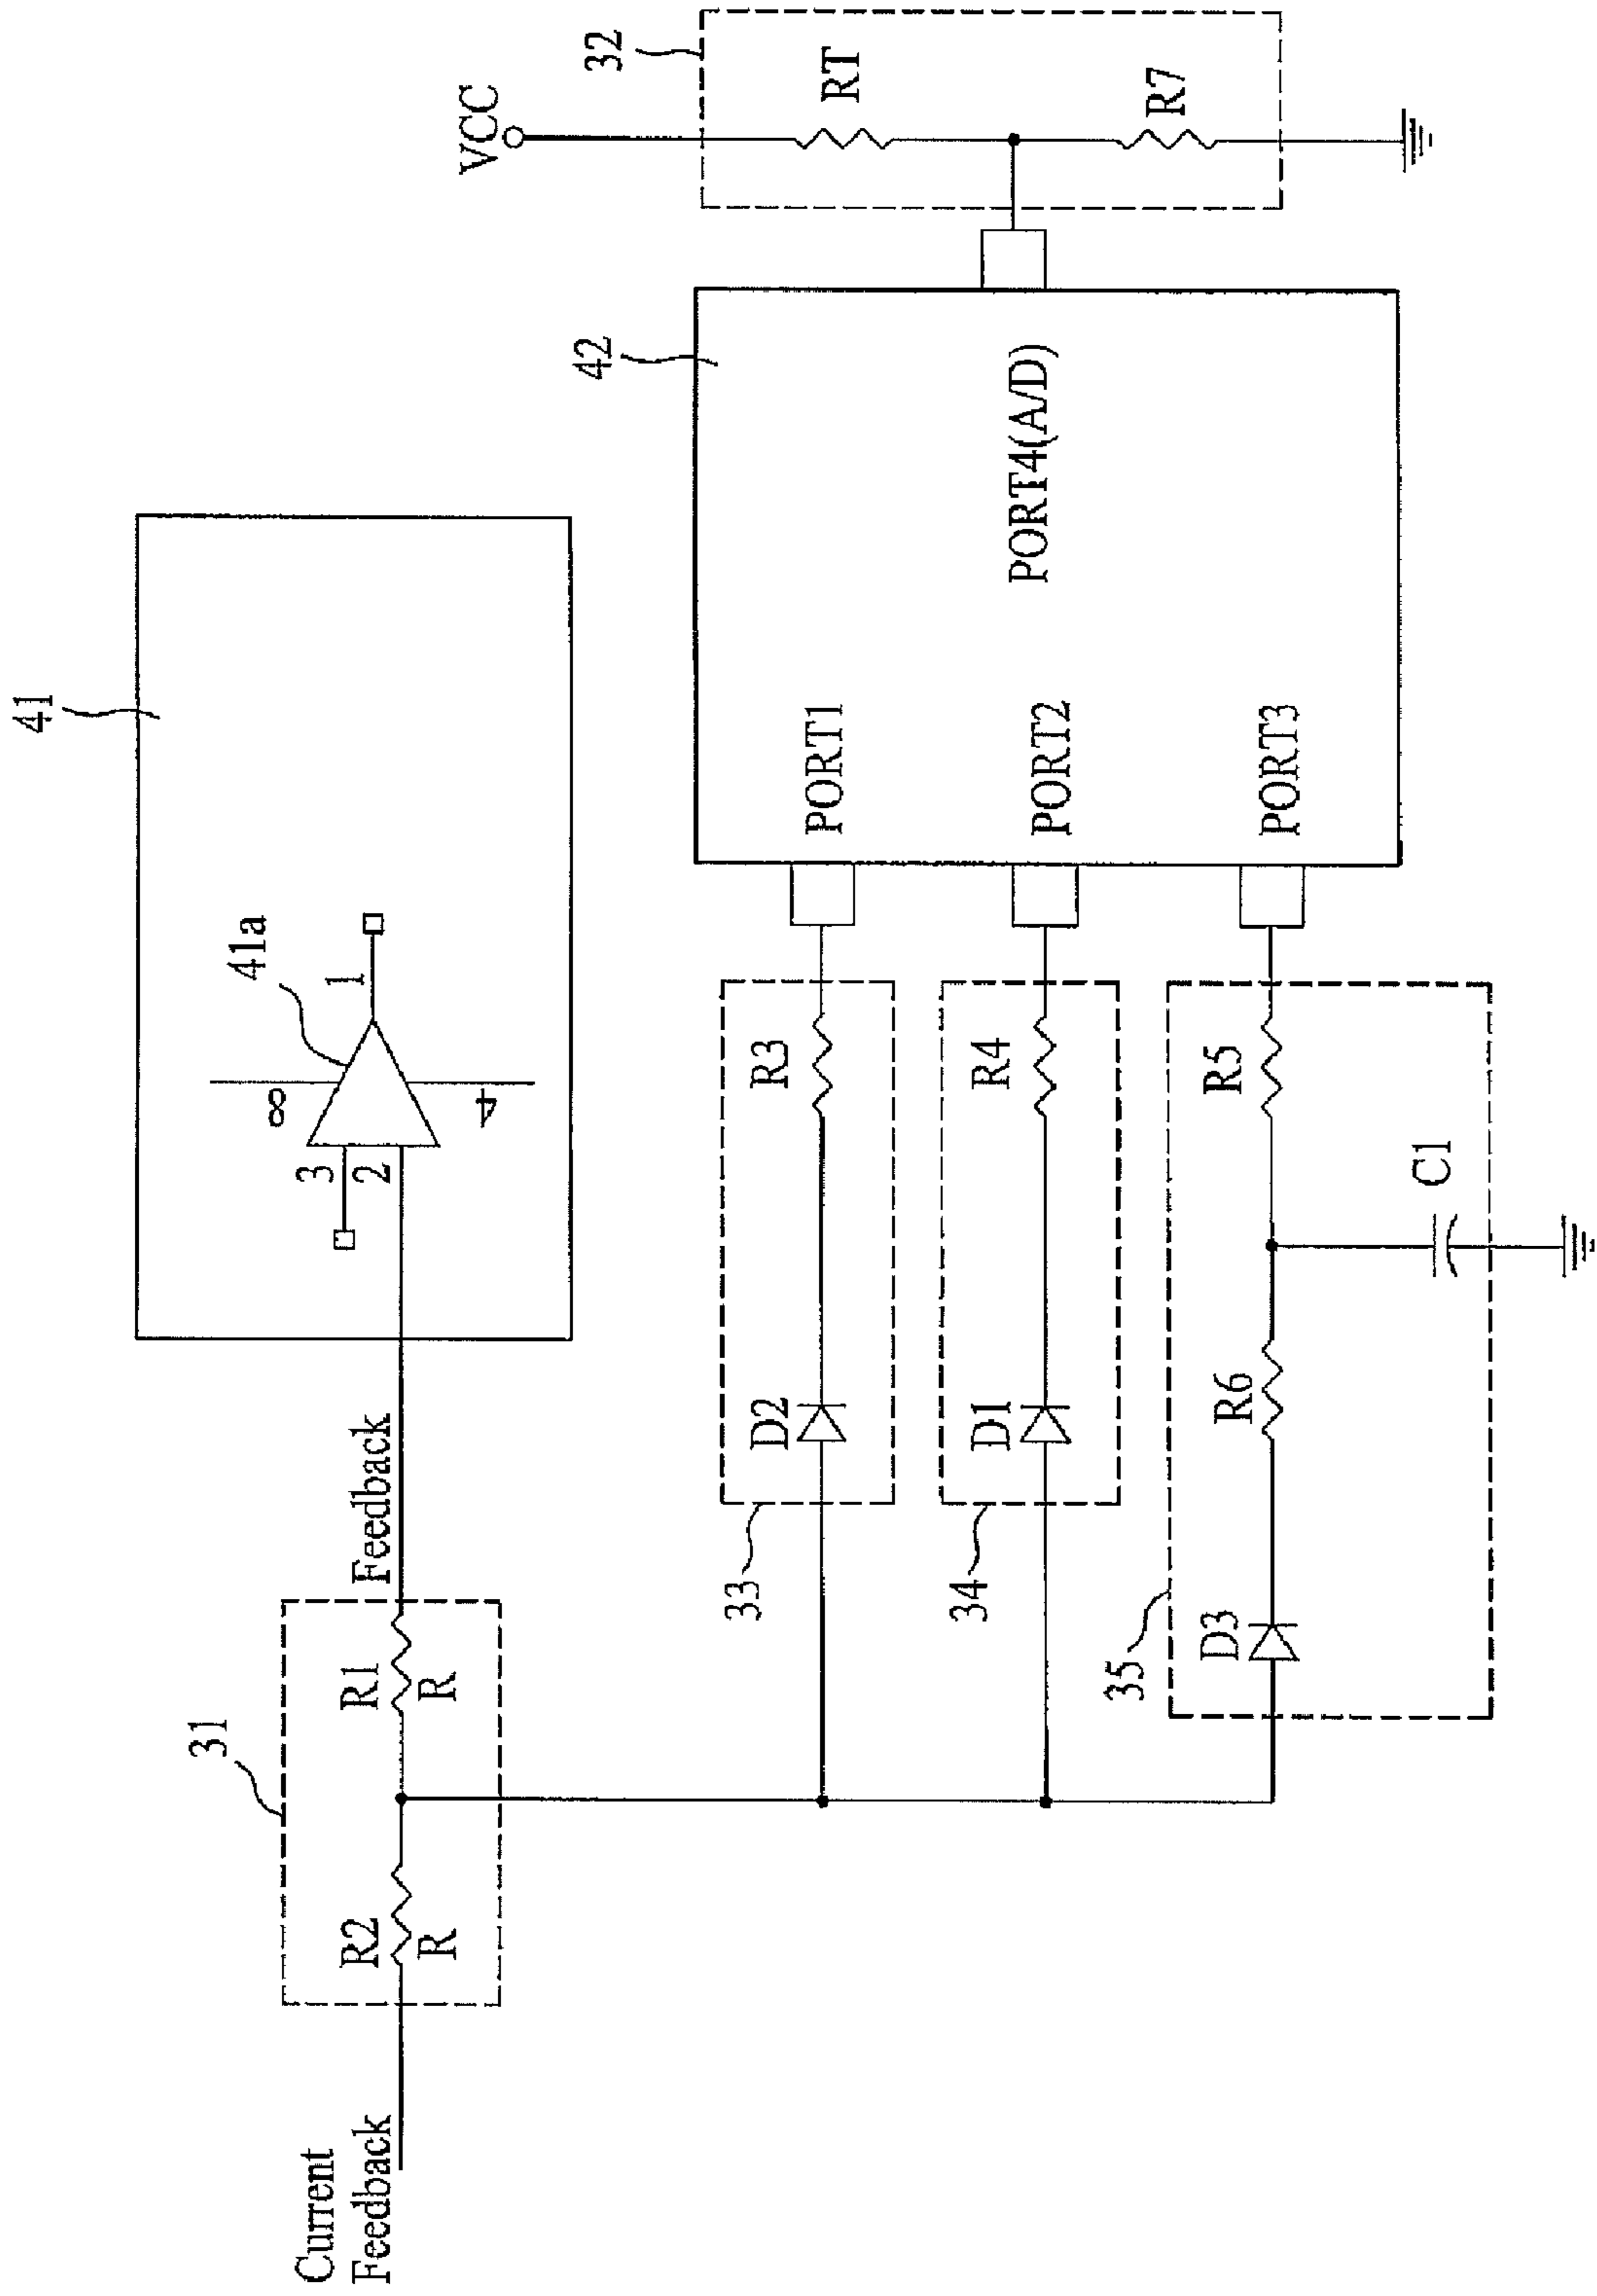 41
41a
8
3
2
1
4
31
R2
R
R1
R
Feedback
Current
Feedback
VCC
32
RT
R7
42
PORT1
PORT2
PORT3
PORT4(A/D)
33
D2
R3
34
D1
R4
35
D3
R6
R5
C1